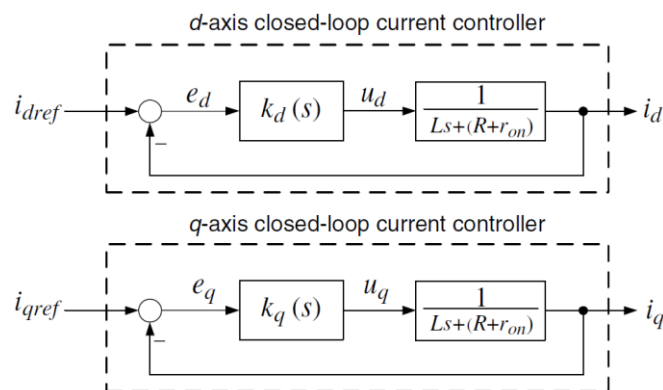 d-axis closed-loop current controller
i_dref e_d k_d (s) u_d 1 i_d
Ls+(R+r_on)
−
q-axis closed-loop current controller
i_qref e_q k_q (s) u_q 1 i_q
Ls+(R+r_on)
−